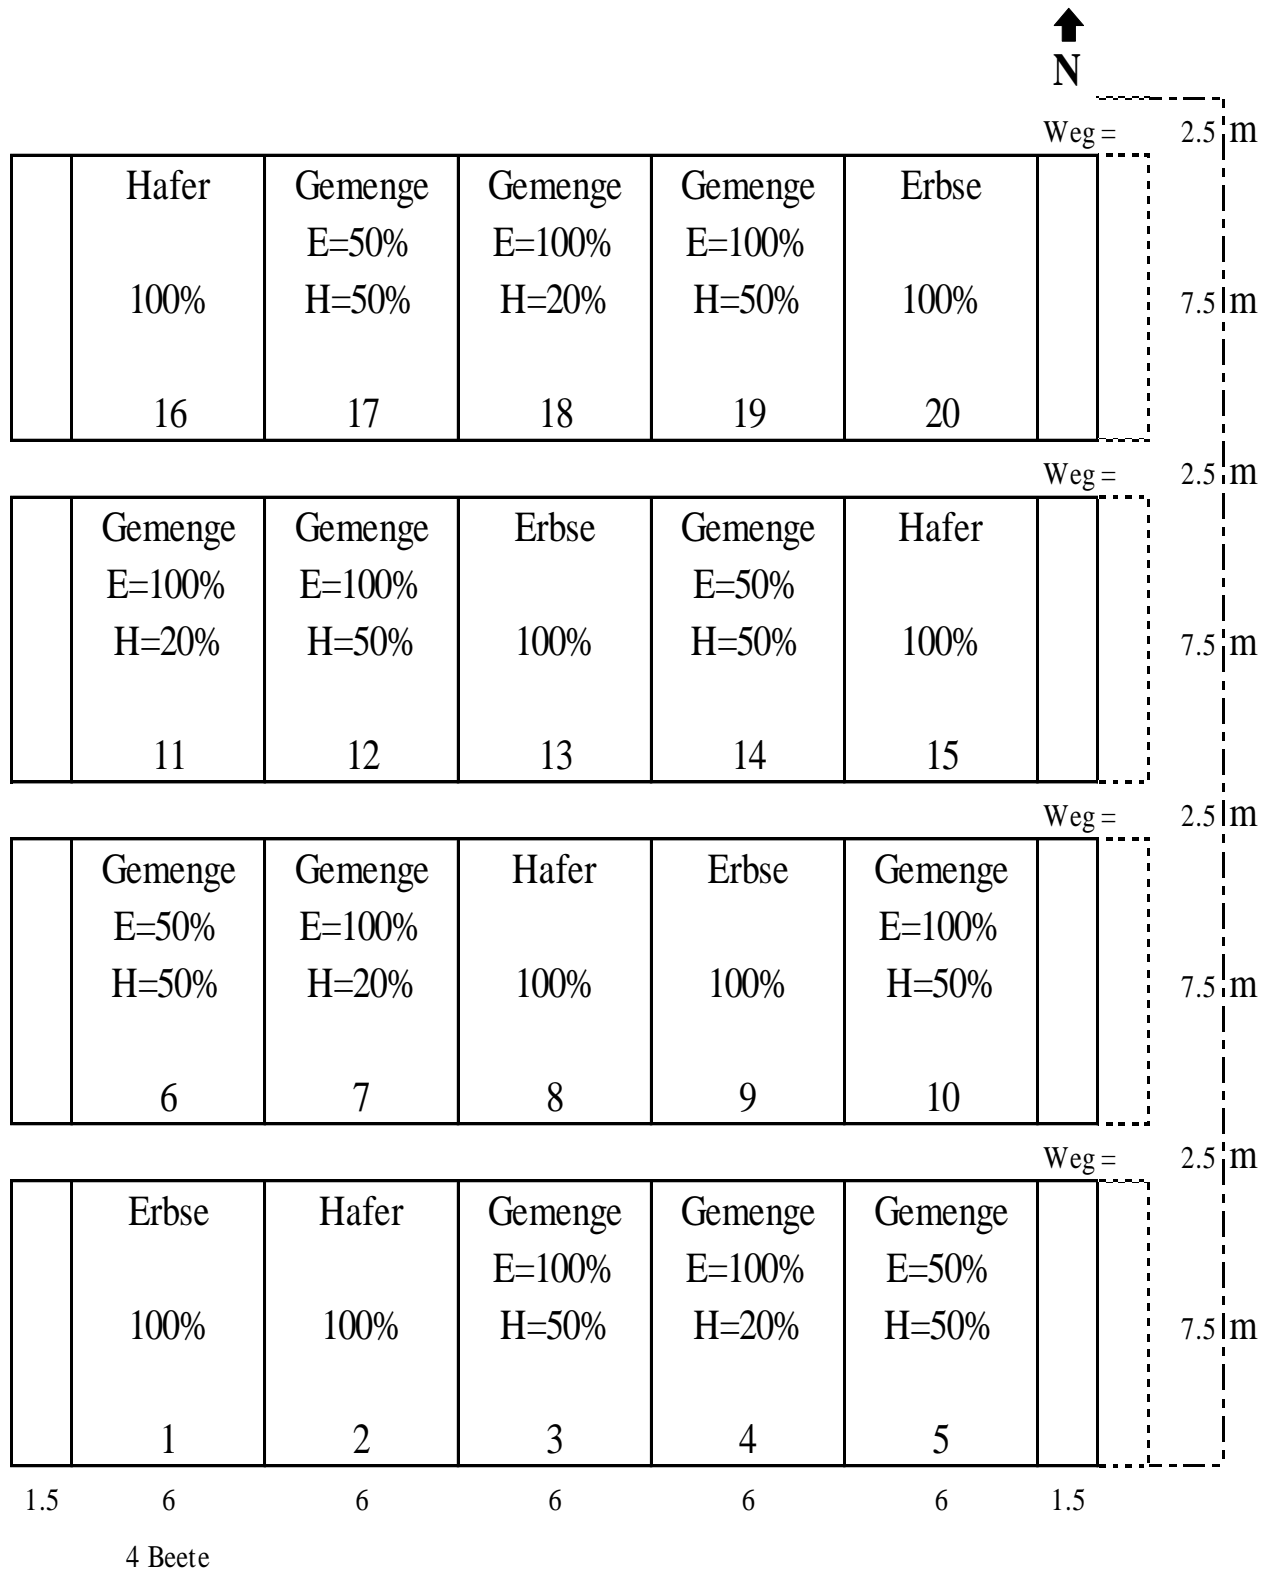 N
Weg = 2.5 m
Hafer Gemenge Gemenge Gemenge Erbse
E=50% E=100% E=100%
100% H=50% H=20% H=50% 100% 7.5 m
16 17 18 19 20
Weg = 2.5 m
Gemenge Gemenge Erbse Gemenge Hafer
E=100% E=100% E=50%
H=20% H=50% 100% H=50% 100% 7.5 m
11 12 13 14 15
Weg = 2.5 m
Gemenge Gemenge Hafer Erbse Gemenge
E=50% E=100% E=100%
H=50% H=20% 100% 100% H=50% 7.5 m
6 7 8 9 10
Weg = 2.5 m
Erbse Hafer Gemenge Gemenge Gemenge
E=100% E=100% E=50%
100% 100% H=50% H=20% H=50% 7.5 m
1 2 3 4 5
1.5 6 6 6 6 6 1.5
4 Beete